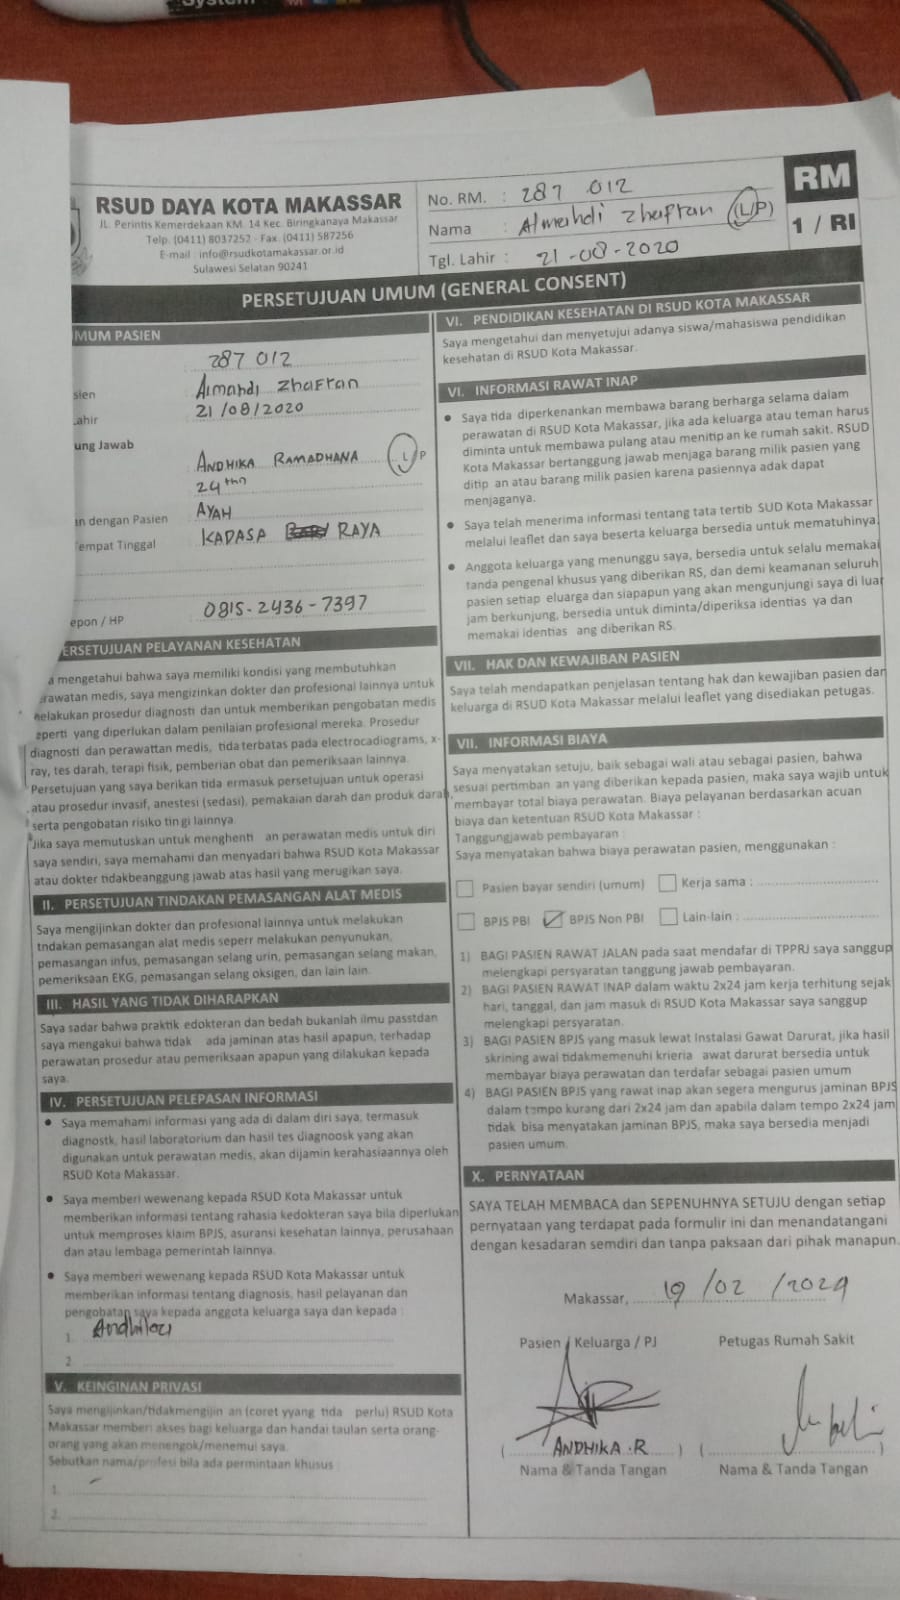 System
RSUD DAYA KOTA MAKASSAR
JL. Perintis Kemerdekaan KM. 14 Kec. Biringkanaya Makassar
Telp. (0411) 8037252 - Fax. (0411) 587256
E-mail : info@rsudkotamakassar.or.id
Sulawesi Selatan 90241
No. RM. : 287 012
Nama : Almahdi Zhafran (L/P)
Tgl. Lahir : 21-08-2020
RM
1 / RI
PERSETUJUAN UMUM (GENERAL CONSENT)
MUM PASIEN
287 012
sien Almahdi Zhafran
ahir 21/08/2020
ung Jawab
ANDHIKA RAMADHANA L/P
24 thn
an dengan Pasien AYAH
empat Tinggal KADASA RAYA
epon / HP 0815-2436-7397
ERSETUJUAN PELAYANAN KESEHATAN
a mengetahui bahwa saya memiliki kondisi yang membutuhkan
erawatan medis, saya mengizinkan dokter dan profesional lainnya untuk
melakukan prosedur diagnosti dan untuk memberikan pengobatan medis
eperti yang diperlukan dalam penilaian profesional mereka. Prosedur
diagnosti dan perawattan medis, tida terbatas pada electrocadiograms, x-
ray, tes darah, terapi fisik, pemberian obat dan pemeriksaan lainnya.
Persetujuan yang saya berikan tida ermasuk persetujuan untuk operasi
atau prosedur invasif, anestesi (sedasi), pemakaian darah dan produk darah,
serta pengobatan risiko tingi lainnya.
Jika saya memutuskan untuk menghenti an perawatan medis untuk diri
saya sendiri, saya memahami dan menyadari bahwa RSUD Kota Makassar
atau dokter tidakbeanggung jawab atas hasil yang merugikan saya.
II. PERSETUJUAN TINDAKAN PEMASANGAN ALAT MEDIS
Saya mengijinkan dokter dan profesional lainnya untuk melakukan
tndakan pemasangan alat medis seperr melakukan penyunukan,
pemasangan infus, pemasangan selang urin, pemasangan selang makan,
pemeriksaan EKG, pemasangan selang oksigen, dan lain lain.
III. HASIL YANG TIDAK DIHARAPKAN
Saya sadar bahwa praktik edokteran dan bedah bukanlah ilmu passtdan
saya mengakui bahwa tidak ada jaminan atas hasil apapun, terhadap
perawatan prosedur atau pemeriksaan apapun yang dilakukan kepada
saya.
IV. PERSETUJUAN PELEPASAN INFORMASI
• Saya memahami informasi yang ada di dalam diri saya, termasuk
diagnostk, hasil laboratorium dan hasil tes diagnoosk yang akan
digunakan untuk perawatan medis, akan dijamin kerahasiaannya oleh
RSUD Kota Makassar.
• Saya memberi wewenang kepada RSUD Kota Makassar untuk
memberikan informasi tentang rahasia kedokteran saya bila diperlukan
untuk memproses klaim BPJS, asuransi kesehatan lainnya, perusahaan
dan atau lembaga pemerintah lainnya.
• Saya memberi wewenang kepada RSUD Kota Makassar untuk
memberikan informasi tentang diagnosis, hasil pelayanan dan
pengobatan saya kepada anggota keluarga saya dan kepada :
1.
2
V. KEINGINAN PRIVASI
Saya mengijinkan/tidakmengijin an (coret yyang tida perlu) RSUD Kota
Makassar memberi akses bagi keluarga dan handai taulan serta orang-
orang yang akan menengok/menemui saya.
Sebutkan nama/profesi bila ada permintaan khusus :
1.
2.
VI. PENDIDIKAN KESEHATAN DI RSUD KOTA MAKASSAR
Saya mengetahui dan menyetujui adanya siswa/mahasiswa pendidikan
kesehatan di RSUD Kota Makassar.
VI. INFORMASI RAWAT INAP
• Saya tida diperkenankan membawa barang berharga selama dalam
perawatan di RSUD Kota Makassar, jika ada keluarga atau teman harus
diminta untuk membawa pulang atau menitip an ke rumah sakit. RSUD
Kota Makassar bertanggung jawab menjaga barang milik pasien yang
ditip an atau barang milik pasien karena pasiennya adak dapat
menjaganya.
• Saya telah menerima informasi tentang tata tertib SUD Kota Makassar
melalui leaflet dan saya beserta keluarga bersedia untuk mematuhinya.
• Anggota keluarga yang menunggu saya, bersedia untuk selalu memakai
tanda pengenal khusus yang diberikan RS, dan demi keamanan seluruh
pasien setiap eluarga dan siapapun yang akan mengunjungi saya di luar
jam berkunjung, bersedia untuk diminta/diperiksa identias ya dan
memakai identias ang diberikan RS.
VII. HAK DAN KEWAJIBAN PASIEN
Saya telah mendapatkan penjelasan tentang hak dan kewajiban pasien dan
keluarga di RSUD Kota Makassar melalui leaflet yang disediakan petugas.
VII. INFORMASI BIAYA
Saya menyatakan setuju, baik sebagai wali atau sebagai pasien, bahwa
sesuai pertimban an yang diberikan kepada pasien, maka saya wajib untuk
membayar total biaya perawatan. Biaya pelayanan berdasarkan acuan
biaya dan ketentuan RSUD Kota Makassar :
Tanggungjawab pembayaran :
Saya menyatakan bahwa biaya perawatan pasien, menggunakan :
Pasien bayar sendiri (umum) Kerja sama :
BPJS PBI BPJS Non PBI Lain-lain :
1) BAGI PASIEN RAWAT JALAN pada saat mendafar di TPPRJ saya sanggup
melengkapi persyaratan tanggung jawab pembayaran.
2) BAGI PASIEN RAWAT INAP dalam waktu 2x24 jam kerja terhitung sejak
hari, tanggal, dan jam masuk di RSUD Kota Makassar saya sanggup
melengkapi persyaratan.
3) BAGI PASIEN BPJS yang masuk lewat Instalasi Gawat Darurat, jika hasil
skrining awal tidakmemenuhi krieria awat darurat bersedia untuk
membayar biaya perawatan dan terdafar sebagai pasien umum
4) BAGI PASIEN BPJS yang rawat inap akan segera mengurus jaminan BPJS
dalam tempo kurang dari 2x24 jam dan apabila dalam tempo 2x24 jam
tidak bisa menyatakan jaminan BPJS, maka saya bersedia menjadi
pasien umum.
X. PERNYATAAN
SAYA TELAH MEMBACA dan SEPENUHNYA SETUJU dengan setiap
pernyataan yang terdapat pada formulir ini dan menandatangani
dengan kesadaran semdiri dan tanpa paksaan dari pihak manapun.
Makassar, 19/02/2024
Pasien / Keluarga / PJ Petugas Rumah Sakit
( ANDHIKA .R ) ( )
Nama & Tanda Tangan Nama & Tanda Tangan